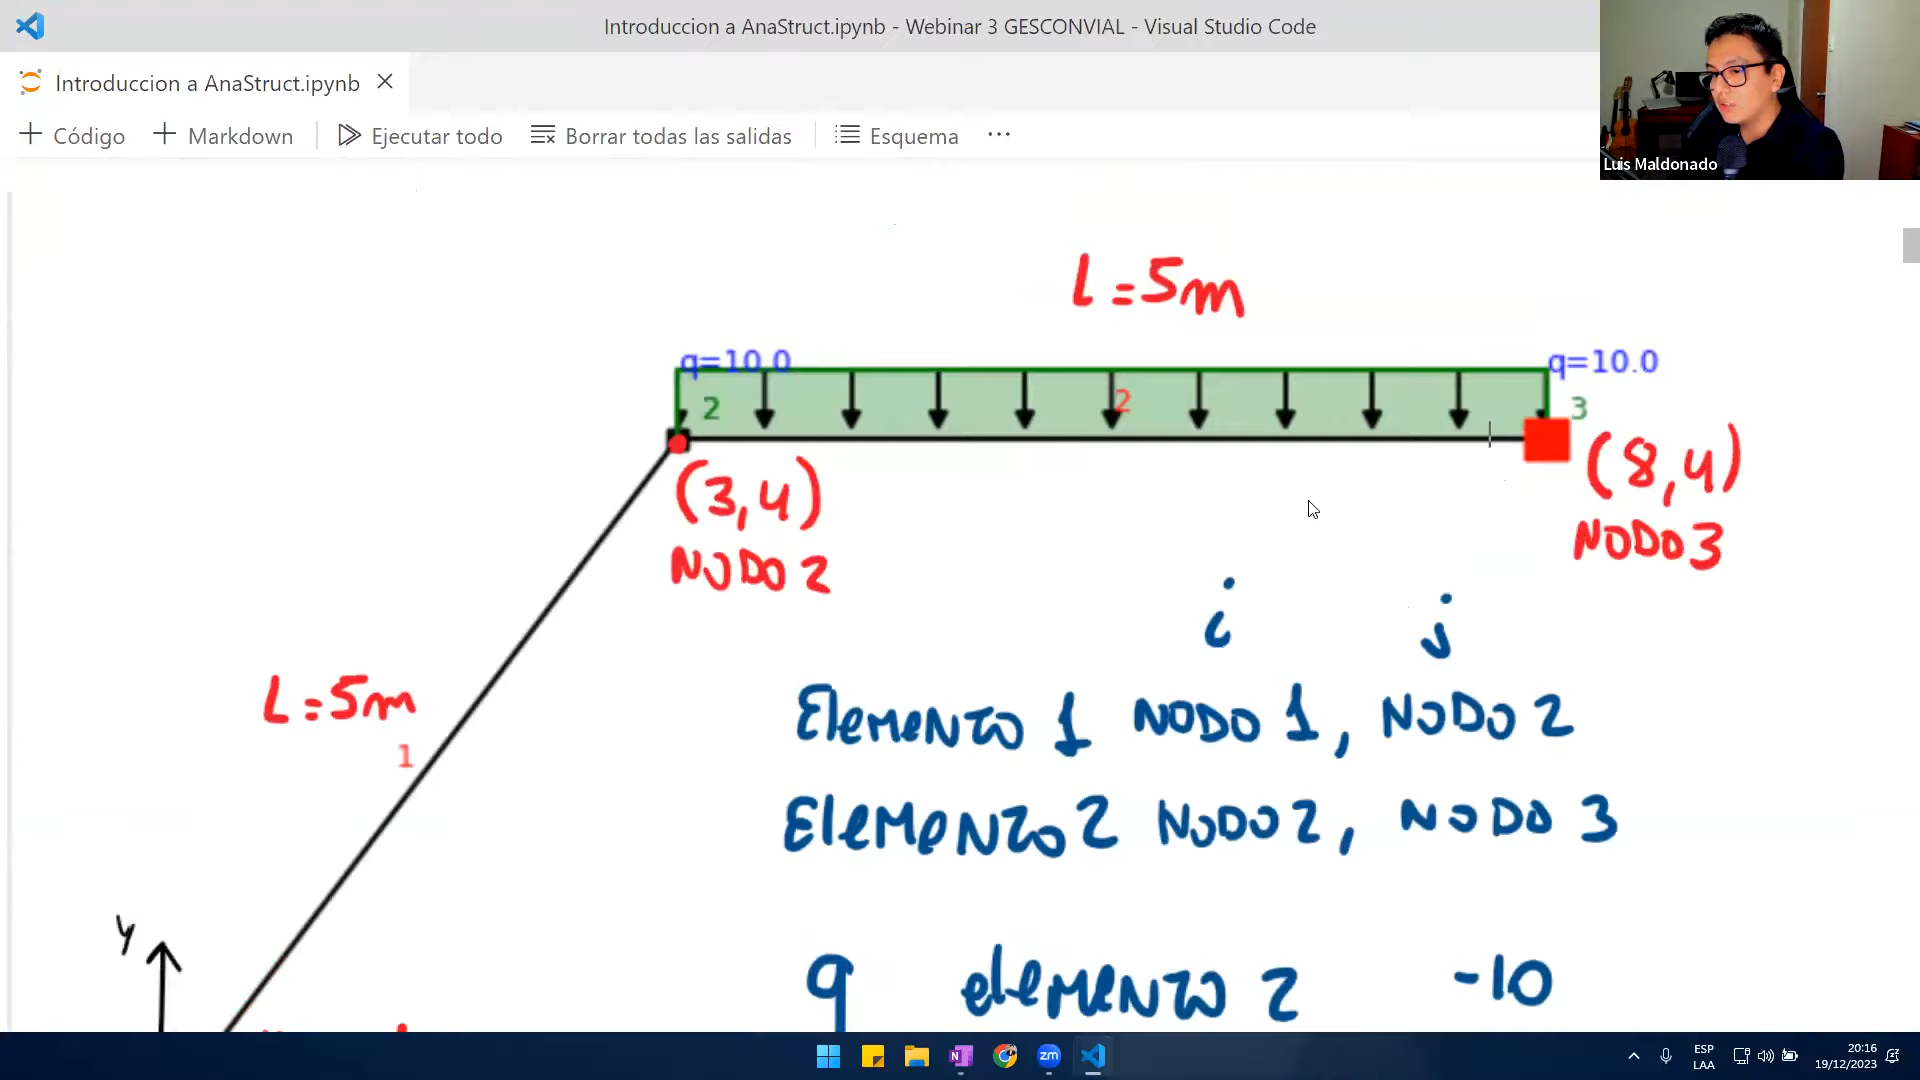 Introduccion a AnaStruct.ipynb - Webinar 3 GESCONVIAL - Visual Studio Code
Introduccion a AnaStruct.ipynb
Código Markdown Ejecutar todo Borrar todas las salidas Esquema ...
Luis Maldonado
L=5m
q=10.0 q=10.0
2 2 3
(3,4) (8,4)
NODO 2 NODO 3
i j
L=5m
1
Elemento 1 NODO 1, NODO 2
Elemento 2 NODO 2, NODO 3
y
q elemento 2 -10
zm
ESP
LAA
20:16
19/12/2023